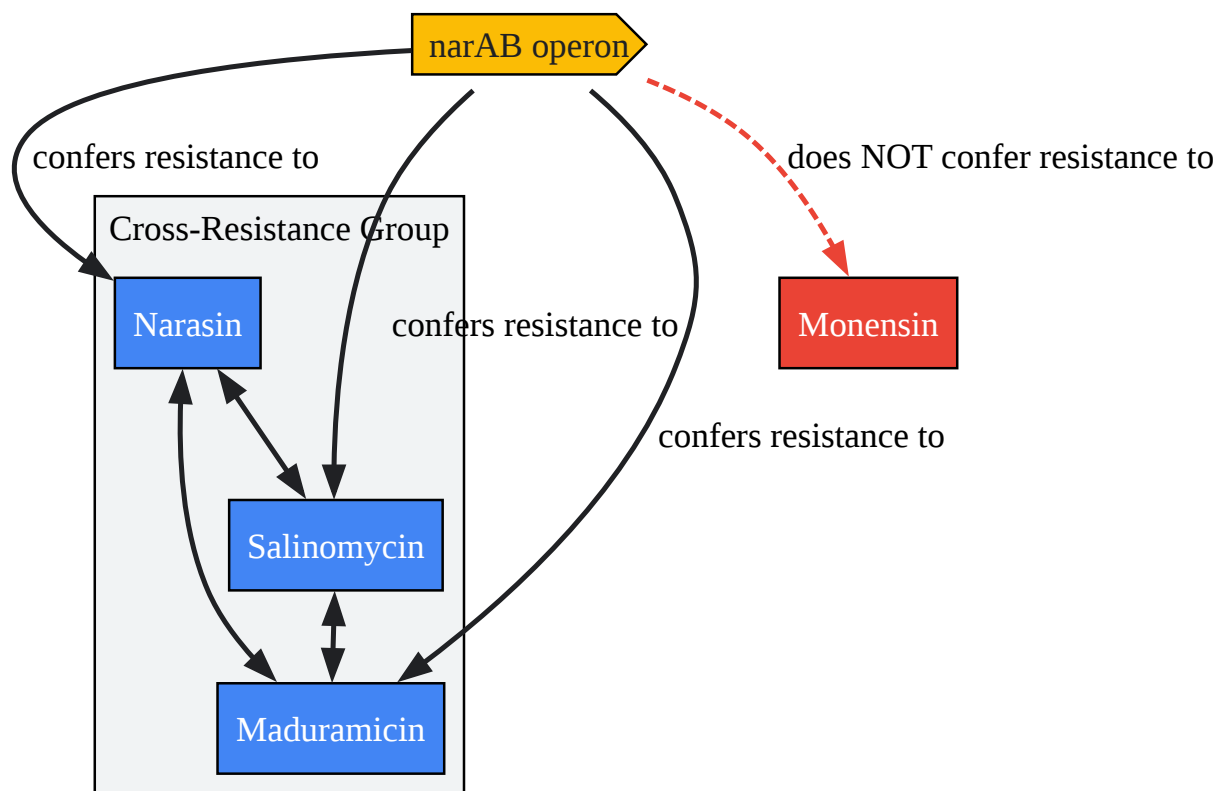 narAB operon
confers resistance to
does NOT confer resistance to
Cross-Resistance Group
Narasin
confers resistance to
Monensin
confers resistance to
Salinomycin
Maduramicin